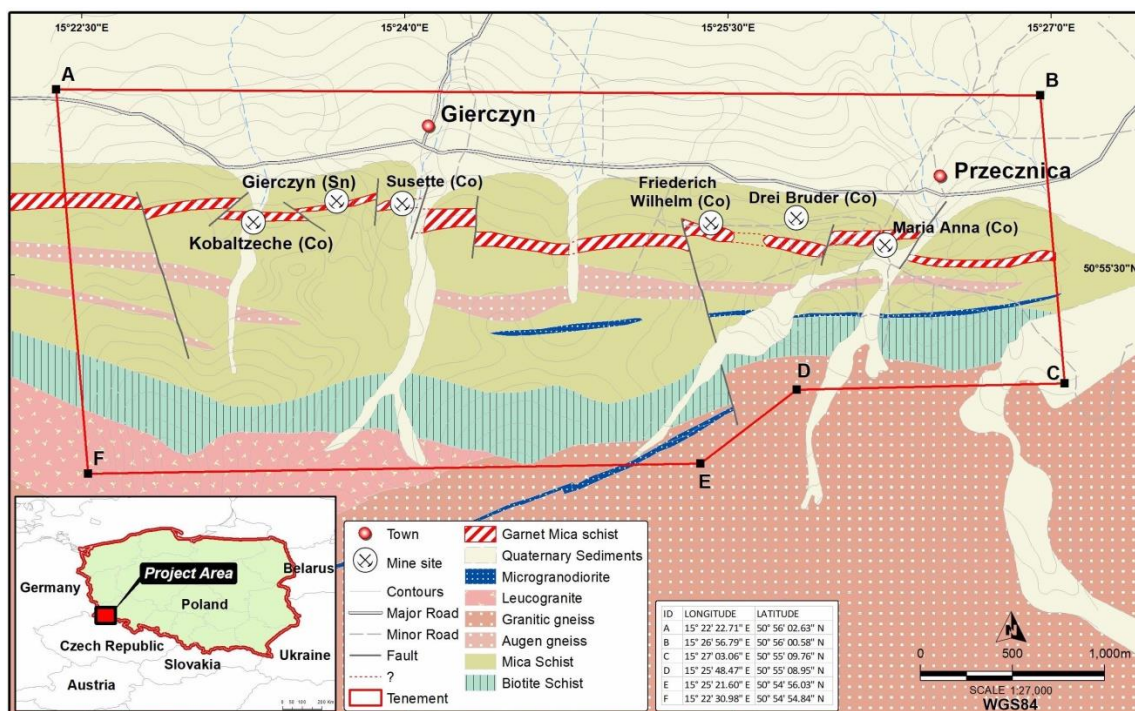 15°22'30"E
15°24'0"E
15°25'30"E
15°27'0"E
A
B
Gierczyn
Przecznica
Gierczyn (Sn)
Susette (Co)
Friederich
Wilhelm (Co)
Drei Bruder (Co)
Kobaltzeche (Co)
Maria Anna (Co)
50°55'30"N
D
C
F
E
Project Area
Germany
Poland
Belarus
Czech Republic
Slovakia
Ukraine
Austria
0 50 100 200 Km
Town
Mine site
Contours
Major Road
Minor Road
Fault
?
Tenement
Garnet Mica schist
Quaternary Sediments
Microgranodiorite
Leucogranite
Granitic gneiss
Augen gneiss
Mica Schist
Biotite Schist
ID LONGITUDE LATITUDE
A 15° 22' 22.71" E 50° 56' 02.63" N
B 15° 26' 56.79" E 50° 56' 00.58" N
C 15° 27' 03.06" E 50° 55' 09.76" N
D 15° 25' 48.47" E 50° 55' 08.95" N
E 15° 25' 21.60" E 50° 54' 56.03" N
F 15° 22' 30.98" E 50° 54' 54.84" N
N
0 500 1,000m
SCALE 1:27,000
WGS84